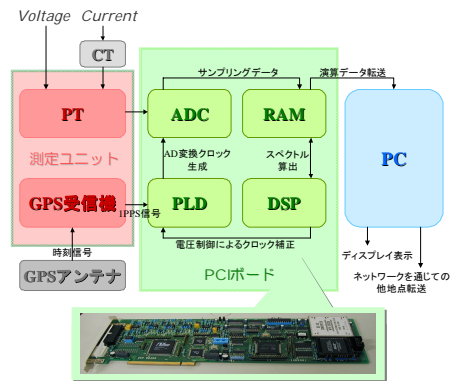 Voltage Current
CT
サンプリングデータ
演算データ転送
PT
ADC
RAM
PC
測定ユニット
AD変換クロック
生成
スペクトル
算出
GPS受信機
1PPS信号
PLD
DSP
時刻信号
電圧制御によるクロック補正
GPSアンテナ
PCIボード
ディスプレイ表示
ネットワークを通じての
他地点転送